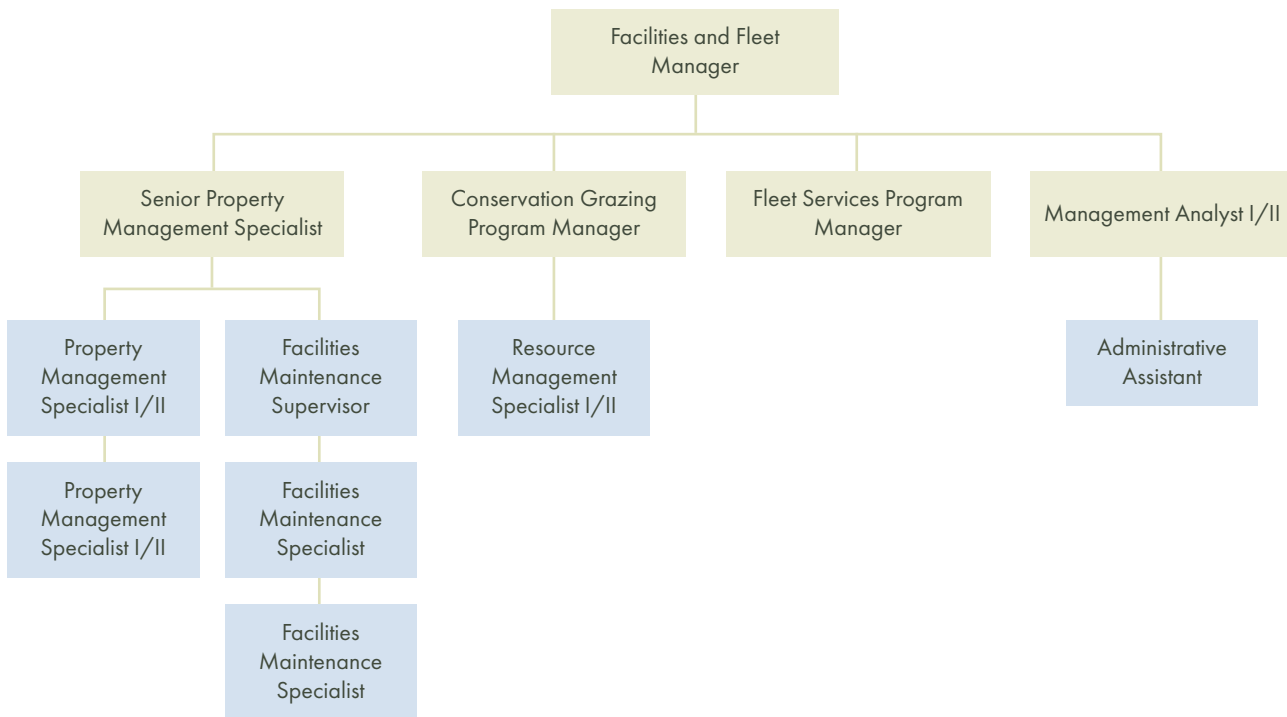 Facilities and Fleet
Manager
Senior Property
Management Specialist
Conservation Grazing
Program Manager
Fleet Services Program
Manager
Management Analyst I/II
Property
Management
Specialist I/II
Facilities
Maintenance
Supervisor
Resource
Management
Specialist I/II
Administrative
Assistant
Property
Management
Specialist I/II
Facilities
Maintenance
Specialist
Facilities
Maintenance
Specialist